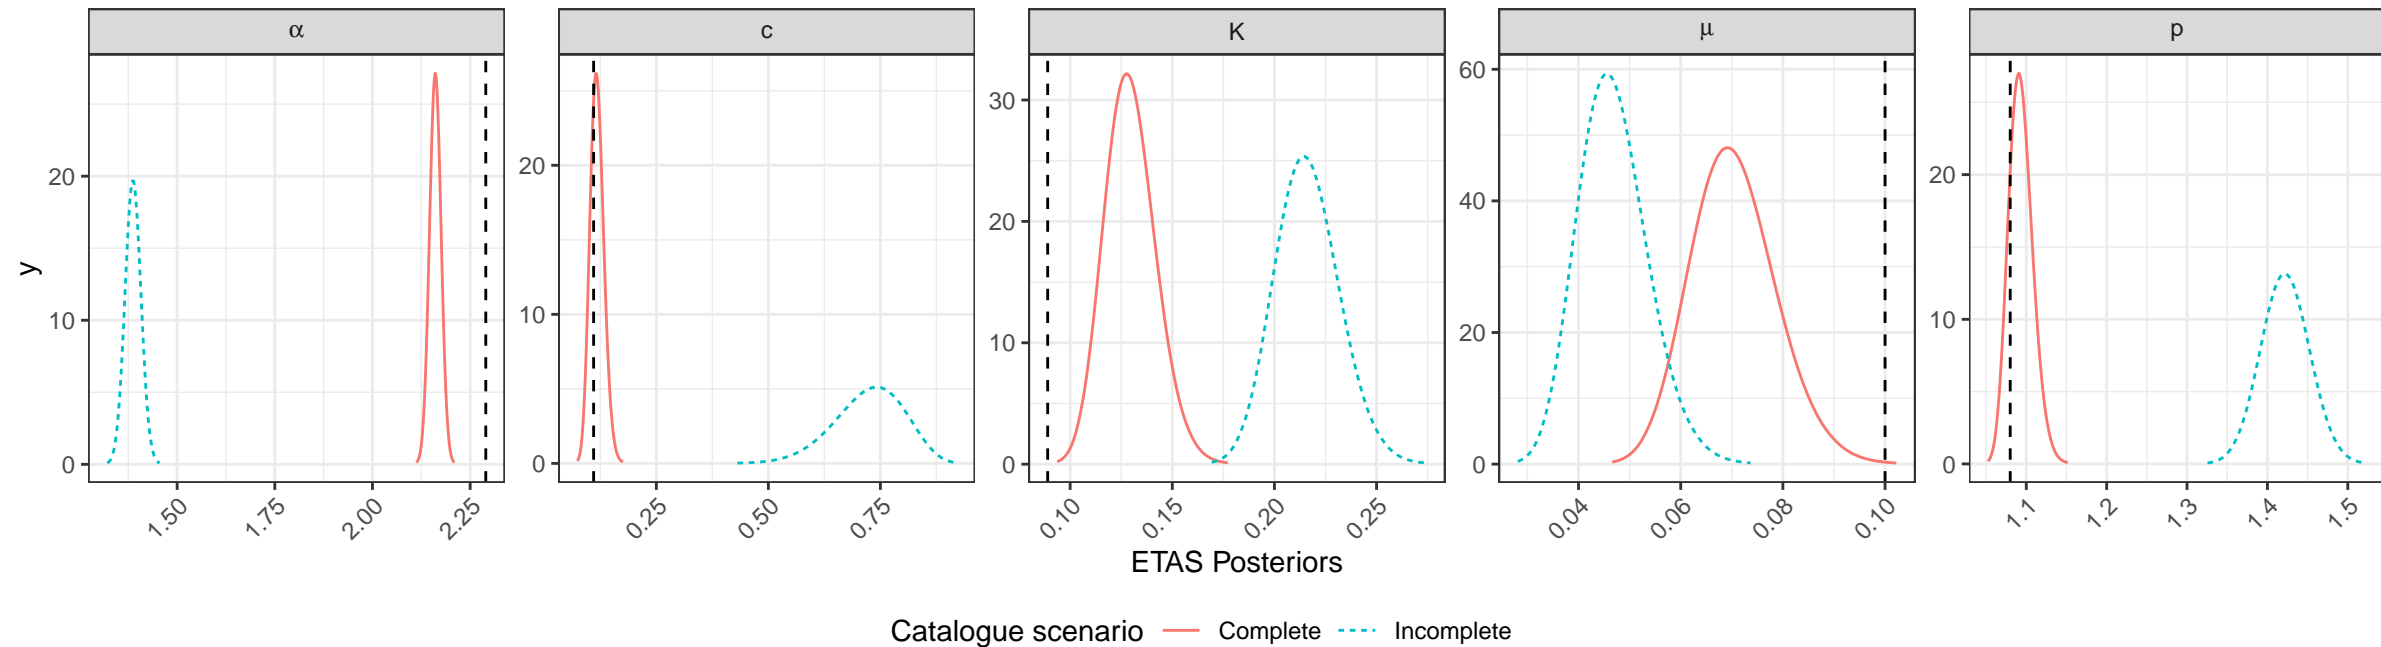 α c K μ p
y
20
10
0
1.50 1.75 2.00 2.25
20
10
0
0.25 0.50 0.75
30
20
10
0
0.10 0.15 0.20 0.25
60
40
20
0
0.04 0.06 0.08 0.10
20
10
0
1.1 1.2 1.3 1.4 1.5
ETAS Posteriors
Catalogue scenario Complete Incomplete